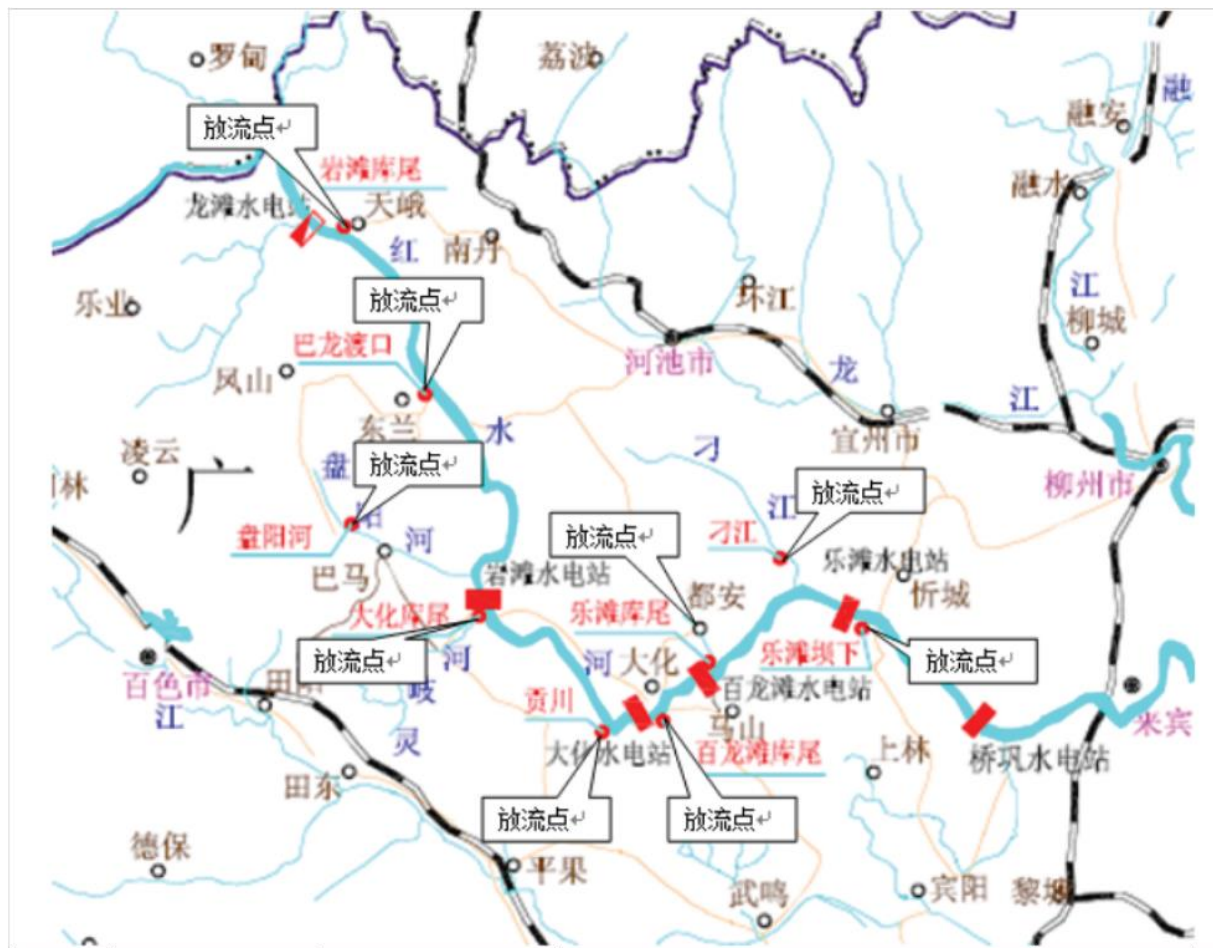 罗甸
荔波
融
融安
放流点
岩滩库尾
融水
龙滩水电站
天峨
红
南丹
江
环江
放流点
乐业
柳城
巴龙渡口
河池市
龙
凤山
江
东兰
水
刁
宜州市
凌云
盘
放流点
广
林
柳州市
放流点
阳
江
盘阳河
河
放流点
刁江
乐滩水电站
巴马
岩滩水电站
都安
忻城
大化库尾
乐滩库尾
放流点
河
河
大化
乐滩坝下
放流点
百色市
田阳
岐
百龙滩水电站
江
贡川
马山
来宾
灵
大化水电站
百龙滩库尾
上林
桥巩水电站
田东
放流点
放流点
德保
平果
武鸣
宾阳
黎塘